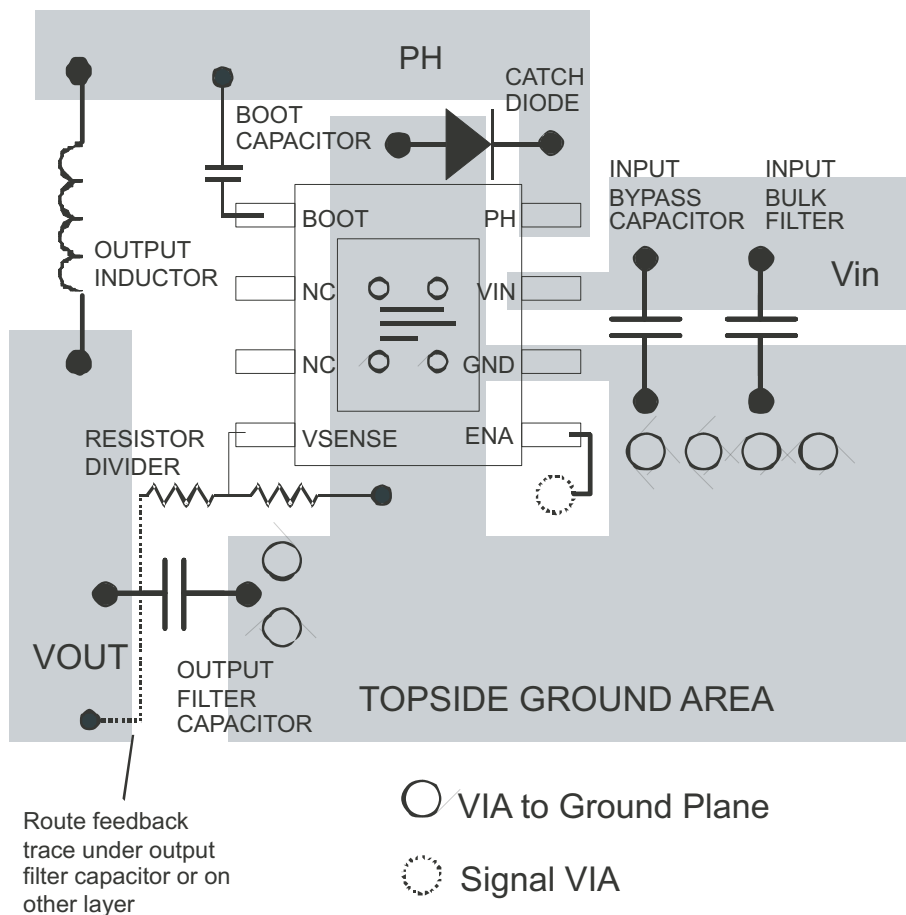 PH
CATCH
DIODE
BOOT
CAPACITOR
INPUT
BYPASS
CAPACITOR
INPUT
BULK
FILTER
OUTPUT
INDUCTOR
BOOT
PH
NC
VIN
Vin
NC
GND
VSENSE
ENA
RESISTOR
DIVIDER
VOUT
OUTPUT
FILTER
CAPACITOR
TOPSIDE GROUND AREA
Route feedback
trace under output
filter capacitor or on
other layer
VIA to Ground Plane
Signal VIA